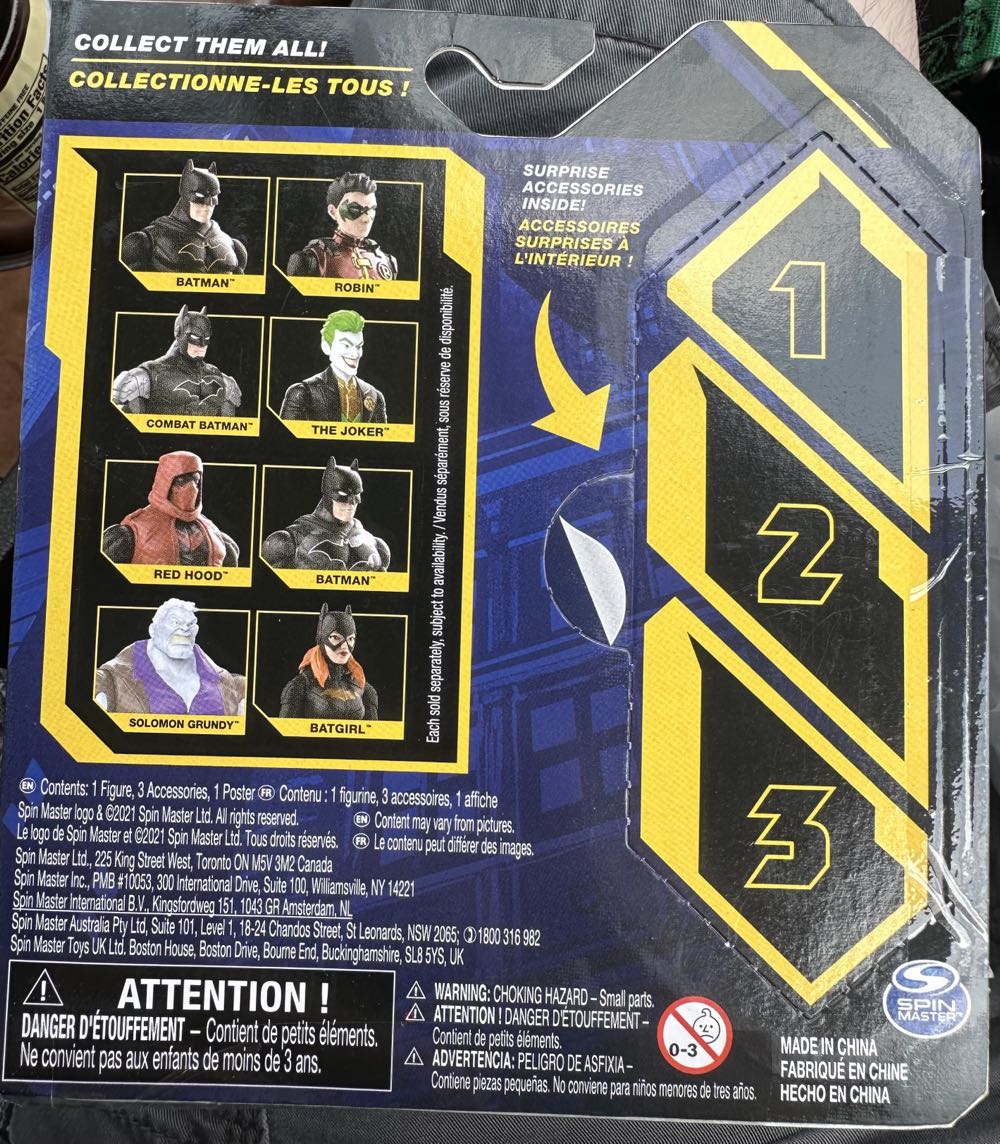 COLLECT THEM ALL!
COLLECTIONNE-LES TOUS !
SURPRISE
ACCESSORIES
INSIDE!
ACCESSOIRES
SURPRISES À
L'INTÉRIEUR !
BATMAN™
ROBIN™
COMBAT BATMAN™
THE JOKER™
RED HOOD™
BATMAN™
SOLOMON GRUNDY™
BATGIRL™
Each sold separately, subject to availability. / Vendus séparément, sous réserve de disponibilité.
1
2
3
EN Contents: 1 Figure, 3 Accessories, 1 Poster FR Contenu : 1 figurine, 3 accessoires, 1 affiche
Spin Master logo & ©2021 Spin Master Ltd. All rights reserved.
EN Content may vary from pictures.
Le logo de Spin Master et ©2021 Spin Master Ltd. Tous droits réservés.
FR Le contenu peut différer des images.
Spin Master Ltd., 225 King Street West, Toronto ON M5V 3M2 Canada
Spin Master Inc., PMB #10053, 300 International Drive, Suite 100, Williamsville, NY 14221
Spin Master International B.V., Kingsfordweg 151, 1043 GR Amsterdam, NL
Spin Master Australia Pty Ltd, Suite 101, Level 1, 18-24 Chandos Street, St Leonards, NSW 2065; 1800 316 982
Spin Master Toys UK Ltd. Boston House, Boston Drive, Bourne End, Buckinghamshire, SL8 5YS, UK
ATTENTION !
DANGER D'ÉTOUFFEMENT – Contient de petits éléments.
Ne convient pas aux enfants de moins de 3 ans.
WARNING: CHOKING HAZARD – Small parts.
ATTENTION ! DANGER D'ÉTOUFFEMENT –
Contient de petits éléments.
ADVERTENCIA: PELIGRO DE ASFIXIA –
Contiene piezas pequeñas. No conviene para niños menores de tres años.
0-3
SPIN
MASTER™
MADE IN CHINA
FABRIQUÉ EN CHINE
HECHO EN CHINA